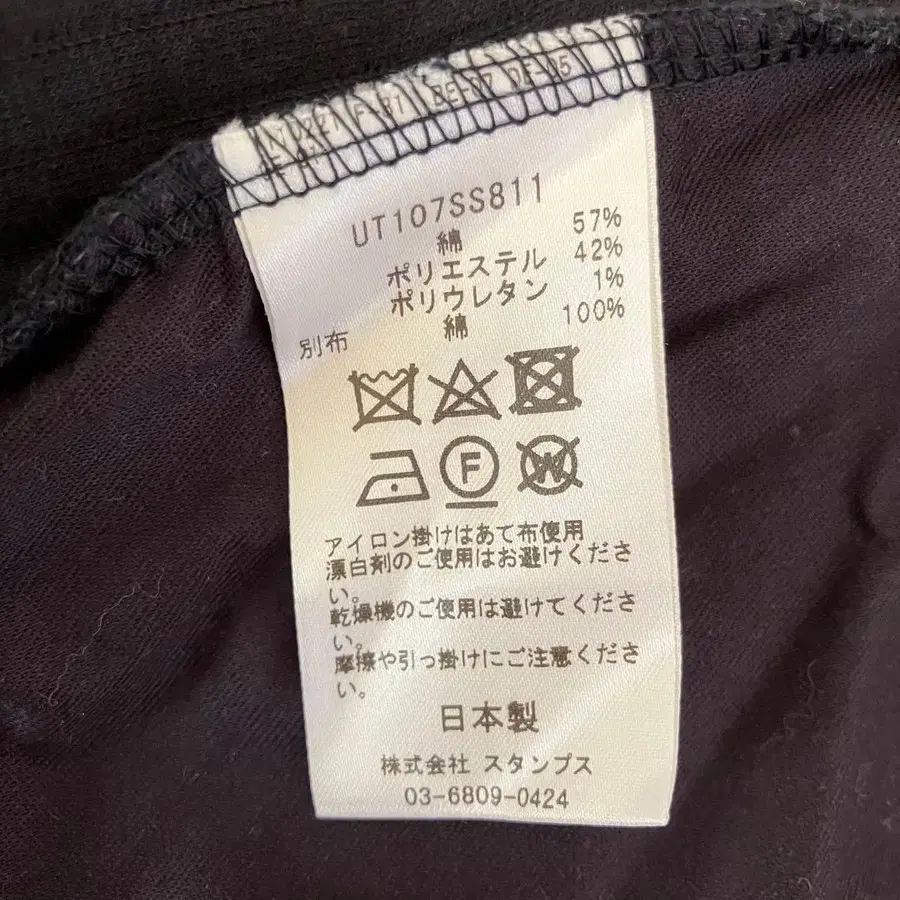 UT107SS811
綿 57%
ポリエステル 42%
ポリウレタン 1%
別布 綿 100%
F
W
アイロン掛けはあて布使用
漂白剤のご使用はお避けくださ
い。
乾燥機のご使用は避けてくださ
い。
摩擦や引っ掛けにご注意くださ
い。
日本製
株式会社 スタンプス
03-6809-0424